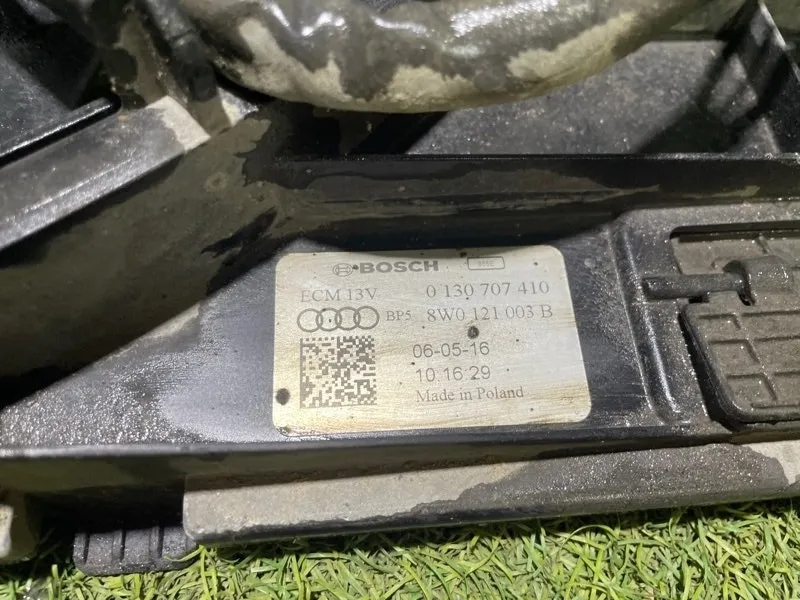 BOSCH
ECM 13V 0 130 707 410
BP5 8W0 121 003 B
06-05-16
10.16:29
Made in Poland